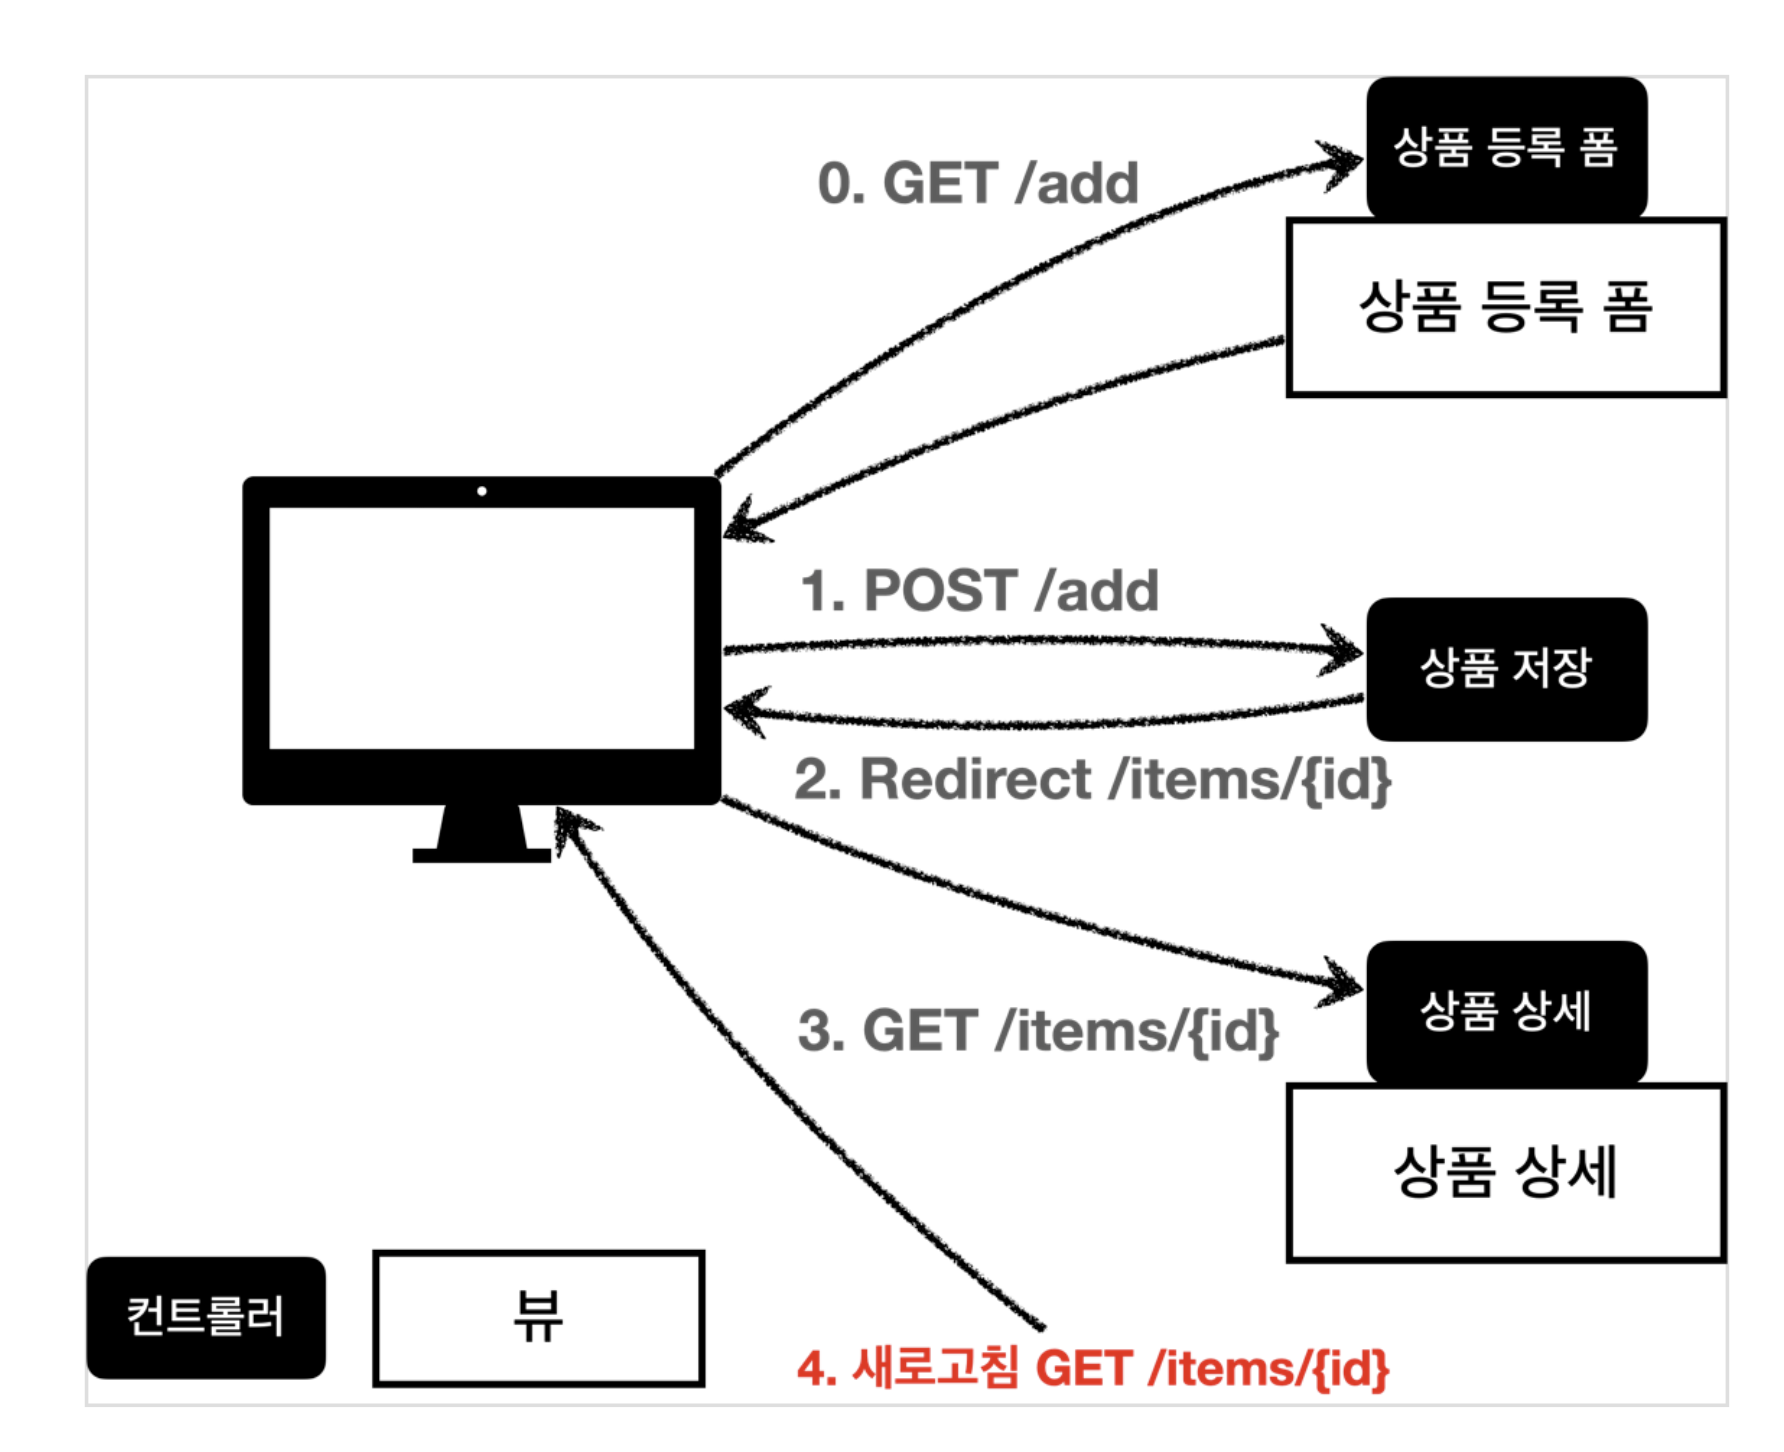 상품 등록 폼
0. GET /add
상품 등록 폼
1. POST /add
상품 저장
2. Redirect /items/{id}
상품 상세
3. GET /items/{id}
상품 상세
컨트롤러
뷰
4. 새로고침 GET /items/{id}